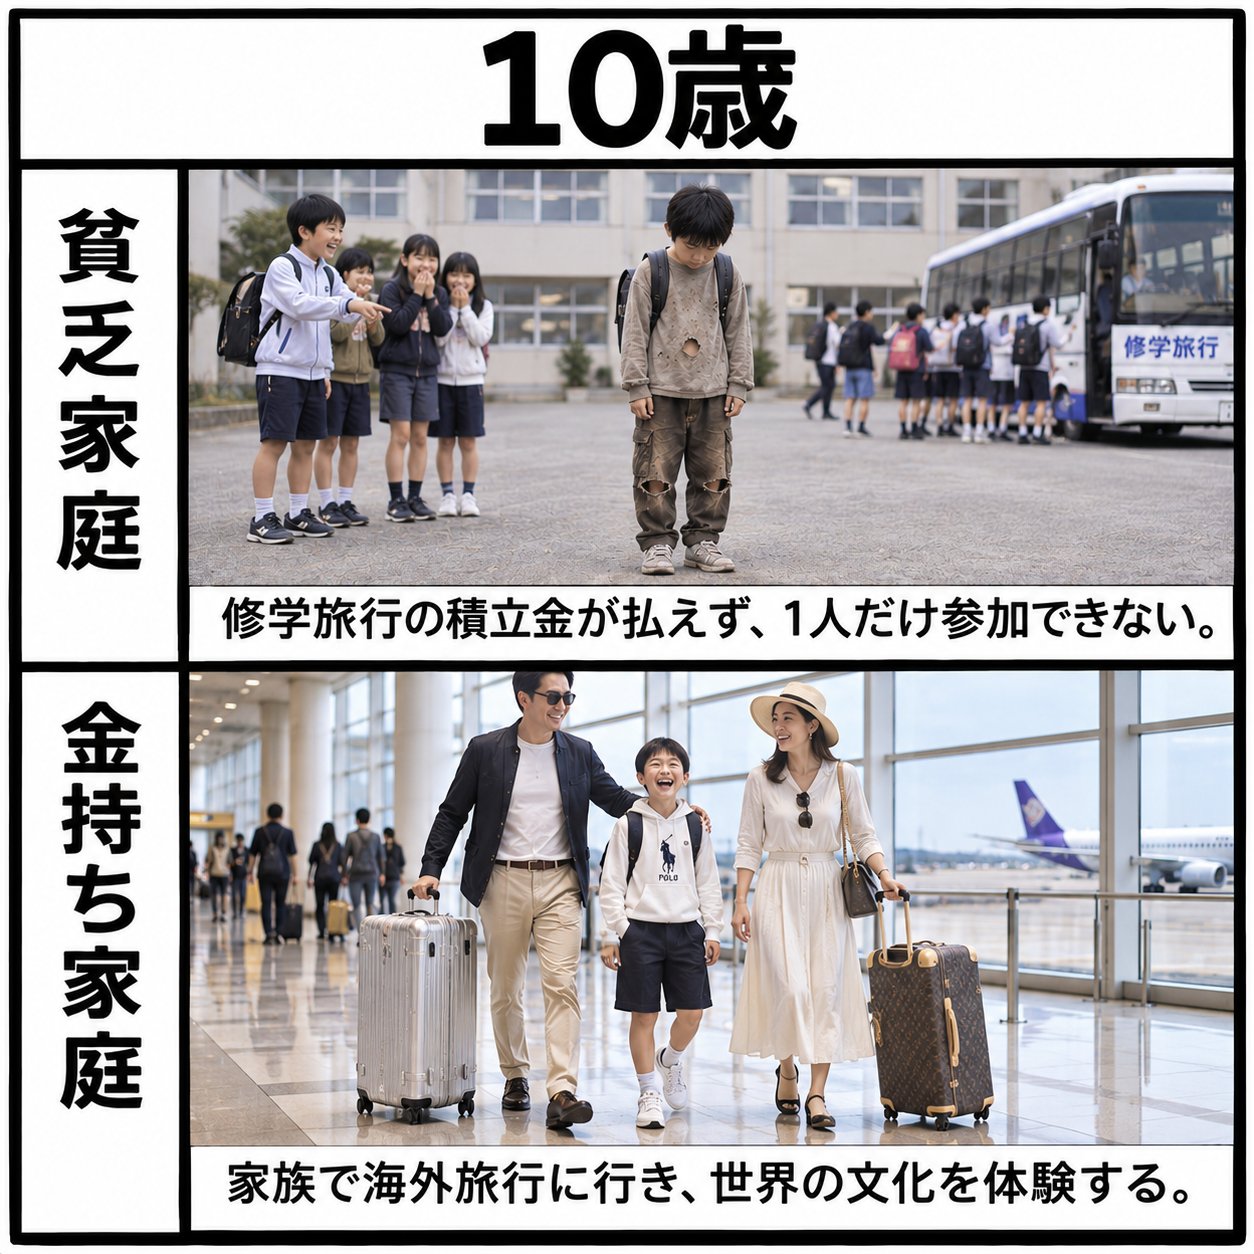 10歳
貧乏家庭
修学旅行
修学旅行の積立金が払えず、1人だけ参加できない。
金持ち家庭
POLO
家族で海外旅行に行き、世界の文化を体験する。